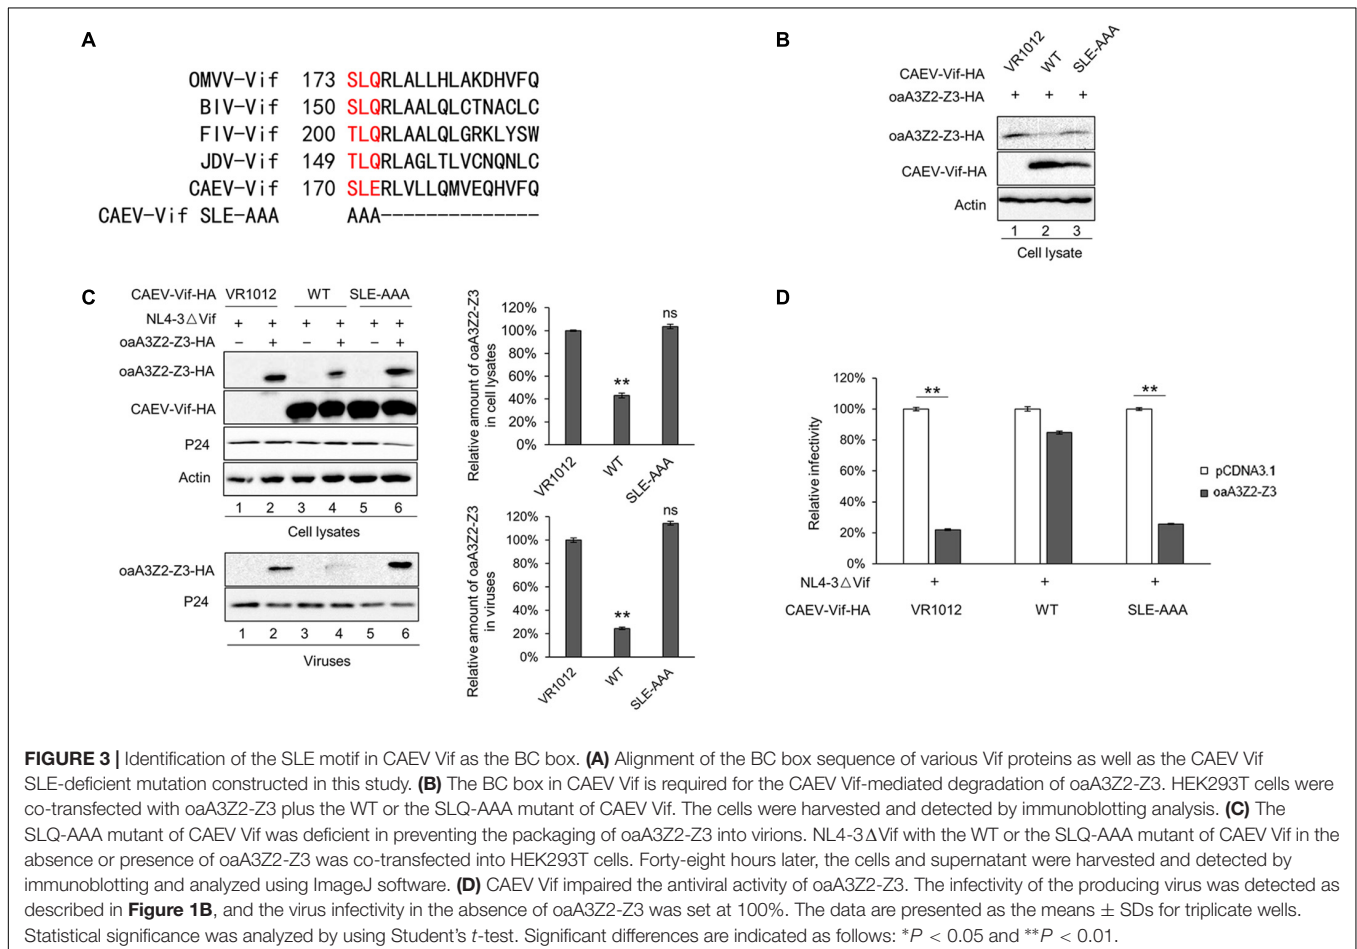 A
OMVV-Vif 173 SLQRLALLHLAKDHVFQ
BIV-Vif 150 SLQRLAALQLCTNACLC
FIV-Vif 200 TLQRLAALQLGRKLYSW
JDV-Vif 149 TLQRLAGLTLVCNQNLC
CAEV-Vif 170 SLERLVLLQMVEQHVFQ
CAEV-Vif SLE-AAA AAA--------------
B
VR1012 WT SLE-AAA
CAEV-Vif-HA
oaA3Z2-Z3-HA + + +
oaA3Z2-Z3-HA
CAEV-Vif-HA
Actin
1 2 3
Cell lysate
C
CAEV-Vif-HA VR1012 WT SLE-AAA
NL4-3△Vif + + + + + +
oaA3Z2-Z3-HA − + − + − +
oaA3Z2-Z3-HA
CAEV-Vif-HA
P24
Actin
1 2 3 4 5 6
Cell lysates
oaA3Z2-Z3-HA
P24
1 2 3 4 5 6
Viruses
Relative amount of oaA3Z2-Z3
in cell lysates
120%
100%
80%
60%
40%
20%
0%
**
ns
VR1012 WT SLE-AAA
Relative amount of oaA3Z2-Z3
in viruses
120%
100%
80%
60%
40%
20%
0%
**
ns
VR1012 WT SLE-AAA
D
Relative infectivity
120%
100%
80%
60%
40%
20%
0%
** **
pCDNA3.1
oaA3Z2-Z3
NL4-3△Vif + + +
CAEV-Vif-HA VR1012 WT SLE-AAA
FIGURE 3 | Identification of the SLE motif in CAEV Vif as the BC box. (A) Alignment of the BC box sequence of various Vif proteins as well as the CAEV Vif
SLE-deficient mutation constructed in this study. (B) The BC box in CAEV Vif is required for the CAEV Vif-mediated degradation of oaA3Z2-Z3. HEK293T cells were
co-transfected with oaA3Z2-Z3 plus the WT or the SLQ-AAA mutant of CAEV Vif. The cells were harvested and detected by immunoblotting analysis. (C) The
SLQ-AAA mutant of CAEV Vif was deficient in preventing the packaging of oaA3Z2-Z3 into virions. NL4-3ΔVif with the WT or the SLQ-AAA mutant of CAEV Vif in the
absence or presence of oaA3Z2-Z3 was co-transfected into HEK293T cells. Forty-eight hours later, the cells and supernatant were harvested and detected by
immunoblotting and analyzed using ImageJ software. (D) CAEV Vif impaired the antiviral activity of oaA3Z2-Z3. The infectivity of the producing virus was detected as
described in Figure 1B, and the virus infectivity in the absence of oaA3Z2-Z3 was set at 100%. The data are presented as the means ± SDs for triplicate wells.
Statistical significance was analyzed by using Student's t-test. Significant differences are indicated as follows: *P < 0.05 and **P < 0.01.